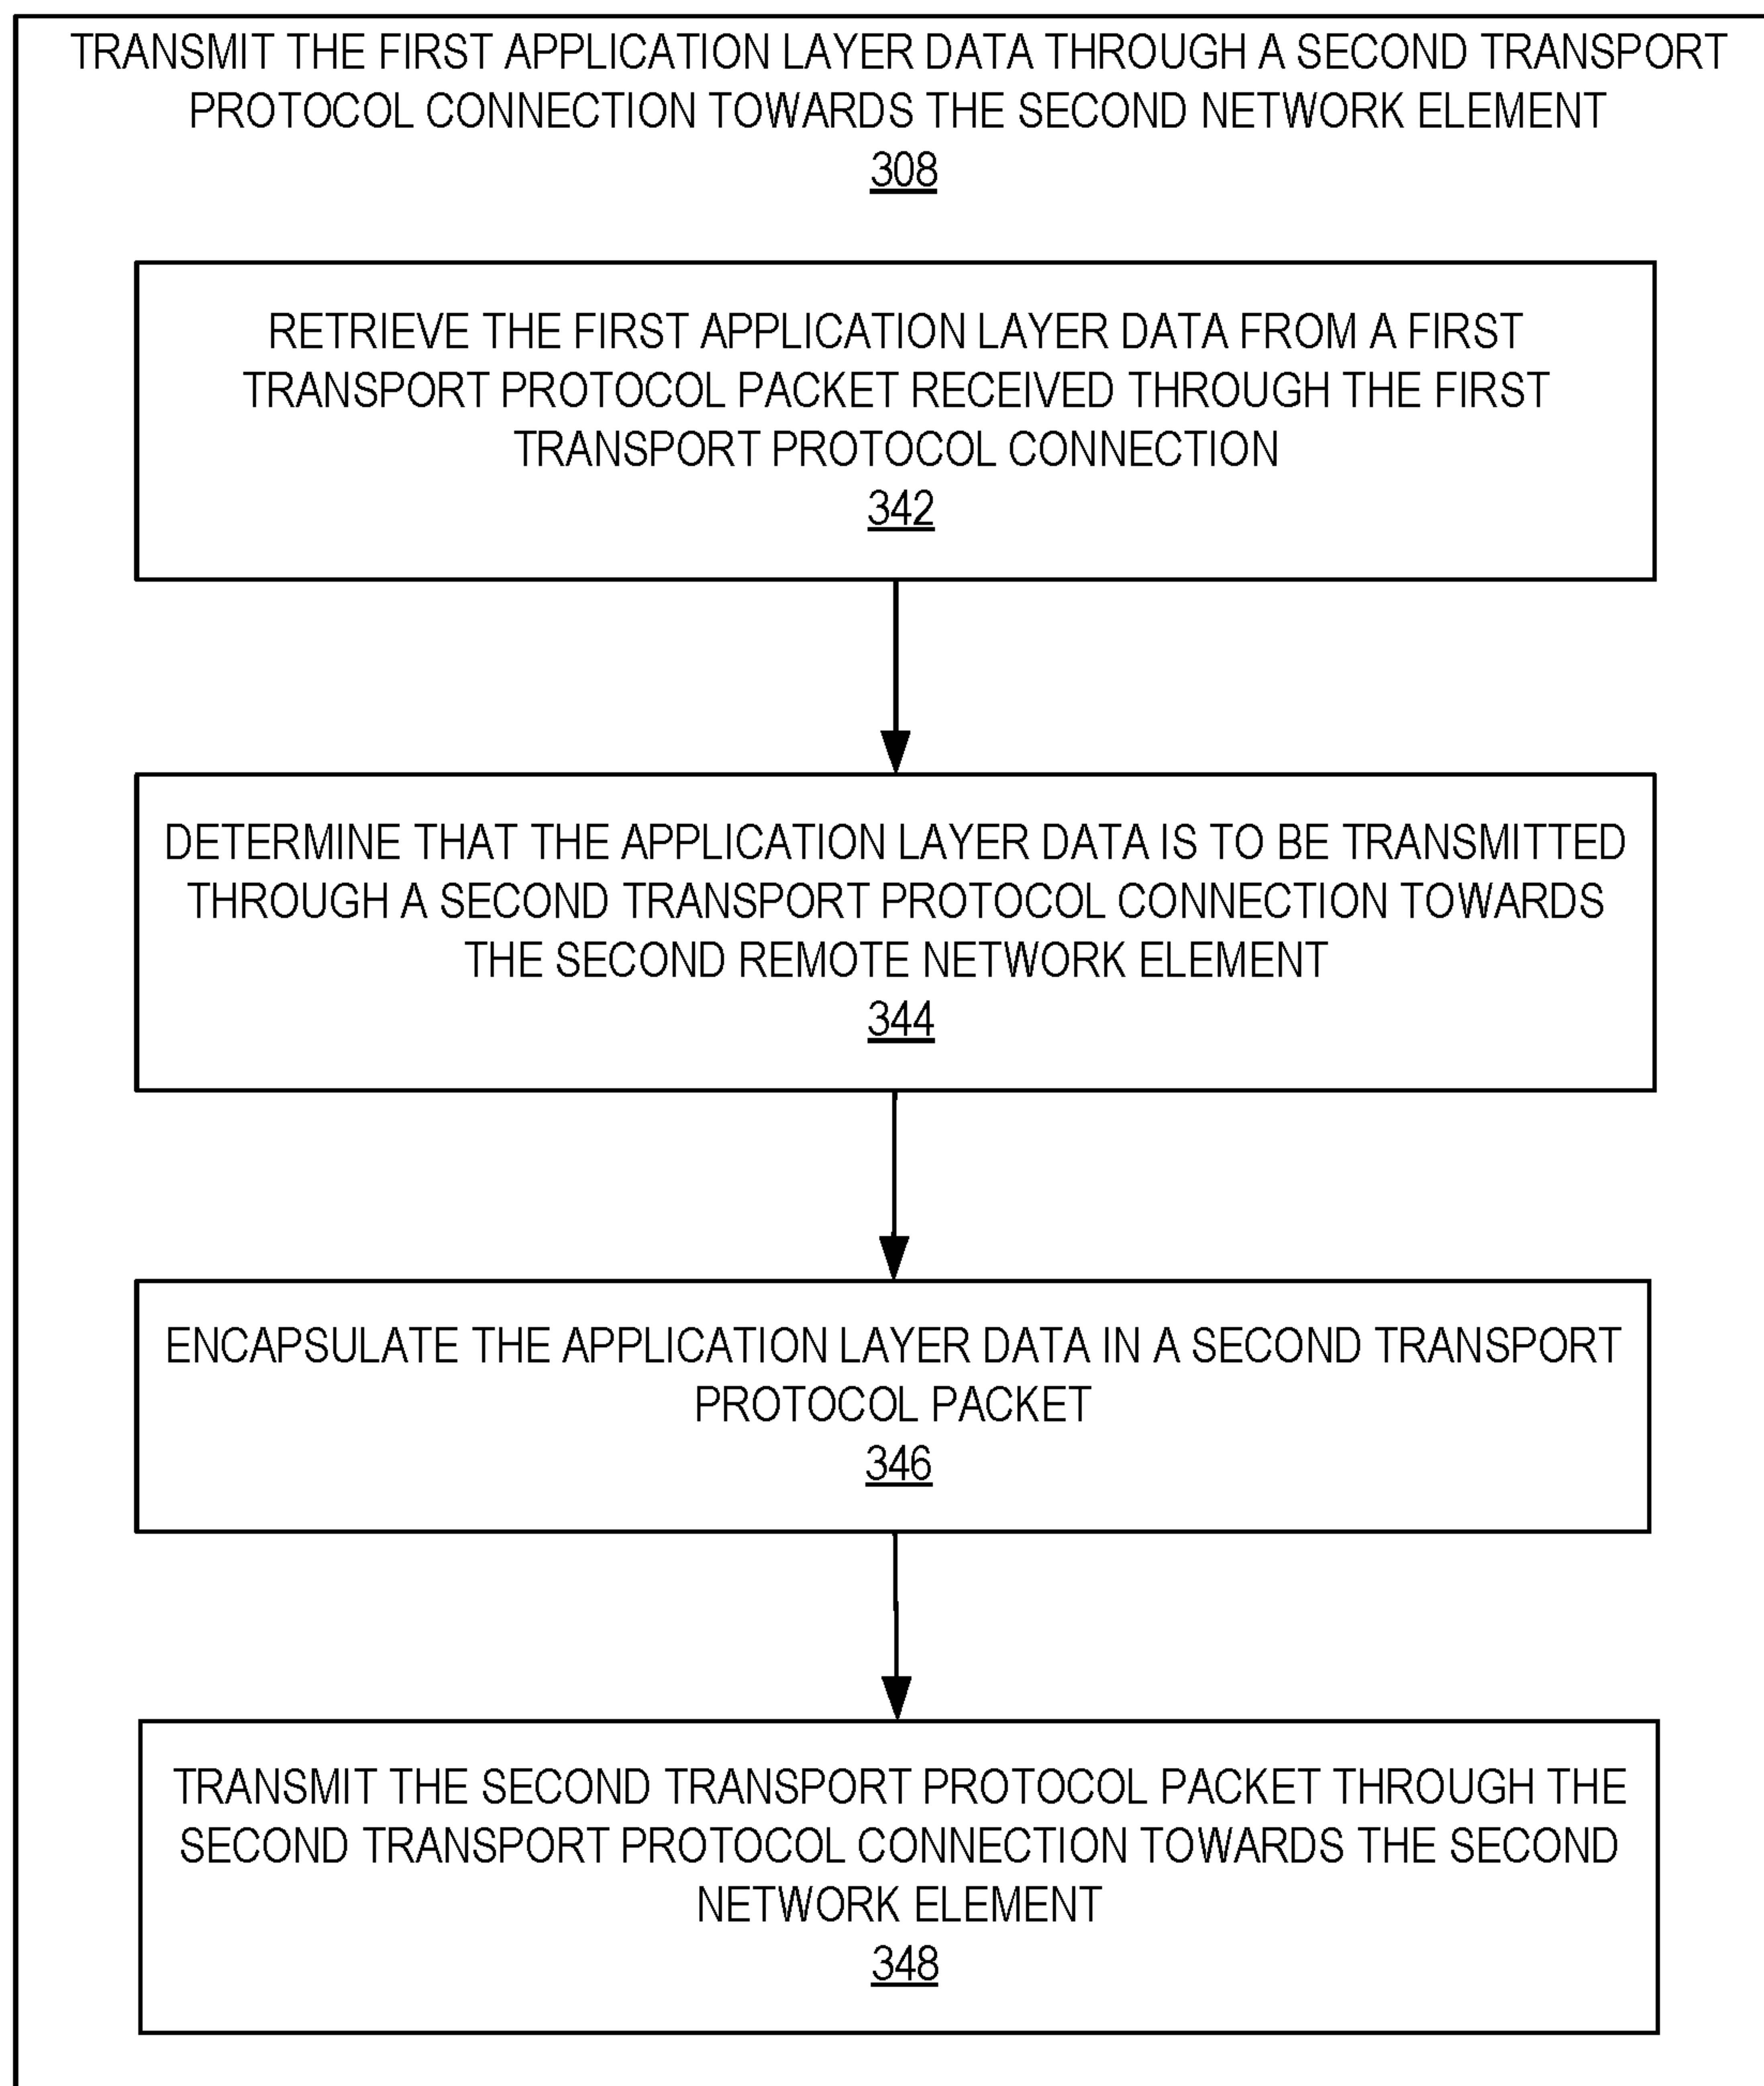 TRANSMIT THE FIRST APPLICATION LAYER DATA THROUGH A SECOND TRANSPORT
PROTOCOL CONNECTION TOWARDS THE SECOND NETWORK ELEMENT
308
RETRIEVE THE FIRST APPLICATION LAYER DATA FROM A FIRST
TRANSPORT PROTOCOL PACKET RECEIVED THROUGH THE FIRST
TRANSPORT PROTOCOL CONNECTION
342
DETERMINE THAT THE APPLICATION LAYER DATA IS TO BE TRANSMITTED
THROUGH A SECOND TRANSPORT PROTOCOL CONNECTION TOWARDS
THE SECOND REMOTE NETWORK ELEMENT
344
ENCAPSULATE THE APPLICATION LAYER DATA IN A SECOND TRANSPORT
PROTOCOL PACKET
346
TRANSMIT THE SECOND TRANSPORT PROTOCOL PACKET THROUGH THE
SECOND TRANSPORT PROTOCOL CONNECTION TOWARDS THE SECOND
NETWORK ELEMENT
348